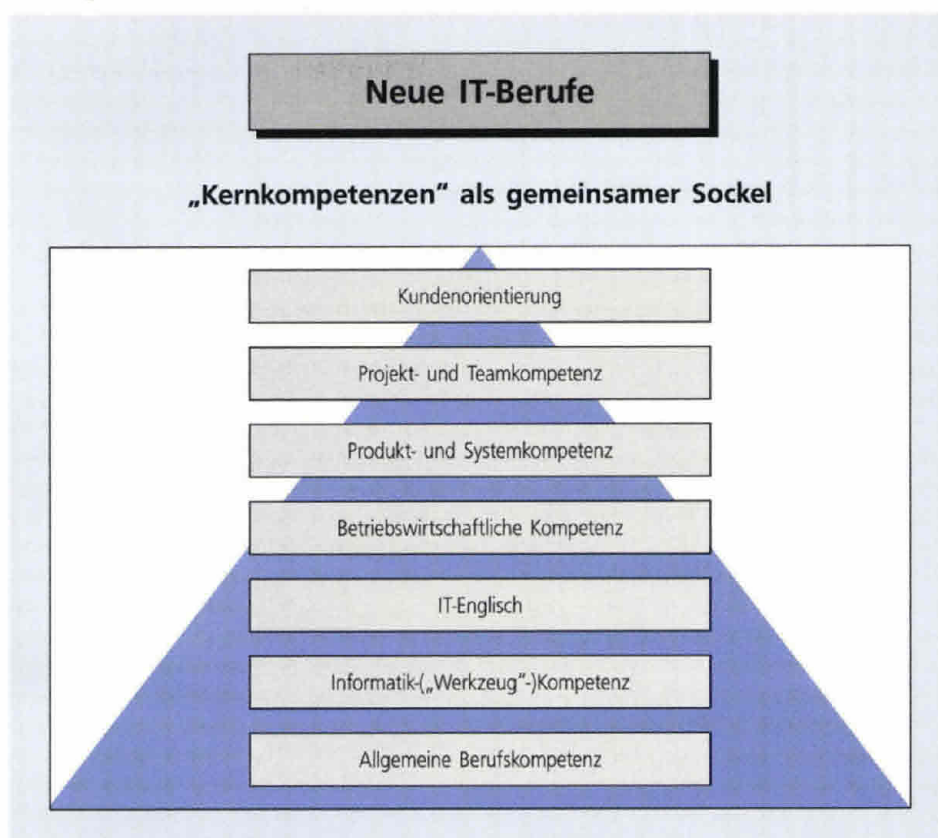 Neue IT-Berufe
„Kernkompetenzen“ als gemeinsamer Sockel
Kundenorientierung
Projekt- und Teamkompetenz
Produkt- und Systemkompetenz
Betriebswirtschaftliche Kompetenz
IT-Englisch
Informatik-(„Werkzeug“-)Kompetenz
Allgemeine Berufskompetenz